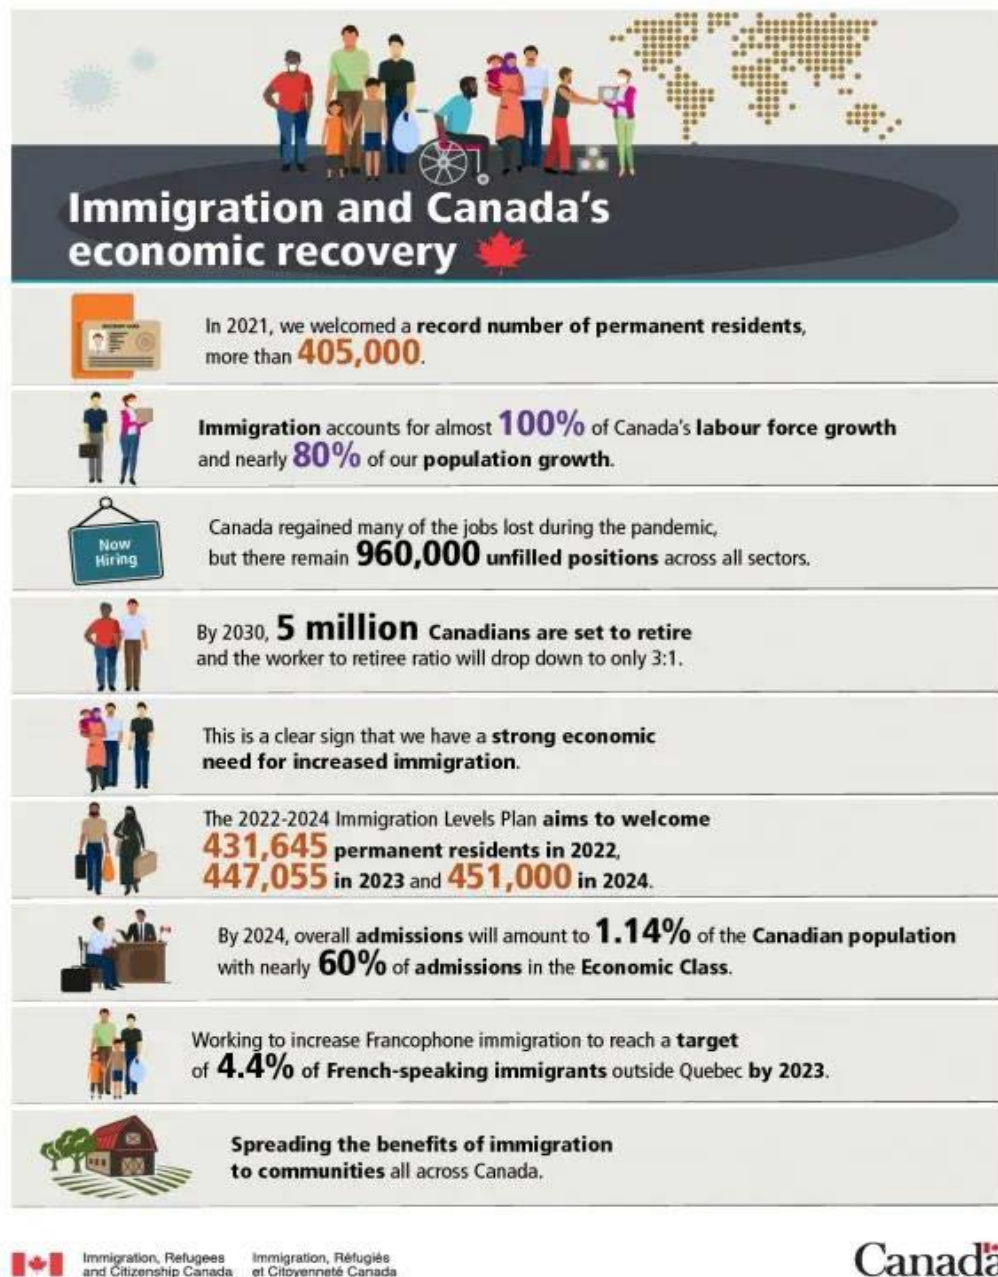 Immigration and Canada's
economic recovery
In 2021, we welcomed a record number of permanent residents,
more than 405,000.
Immigration accounts for almost 100% of Canada's labour force growth
and nearly 80% of our population growth.
Now
Hiring
Canada regained many of the jobs lost during the pandemic,
but there remain 960,000 unfilled positions across all sectors.
By 2030, 5 million Canadians are set to retire
and the worker to retiree ratio will drop down to only 3:1.
This is a clear sign that we have a strong economic
need for increased immigration.
The 2022-2024 Immigration Levels Plan aims to welcome
431,645 permanent residents in 2022,
447,055 in 2023 and 451,000 in 2024.
By 2024, overall admissions will amount to 1.14% of the Canadian population
with nearly 60% of admissions in the Economic Class.
Working to increase Francophone immigration to reach a target
of 4.4% of French-speaking immigrants outside Quebec by 2023.
Spreading the benefits of immigration
to communities all across Canada.
Immigration, Refugees
and Citizenship Canada
Immigration, Réfugiés
et Citoyenneté Canada
Canada